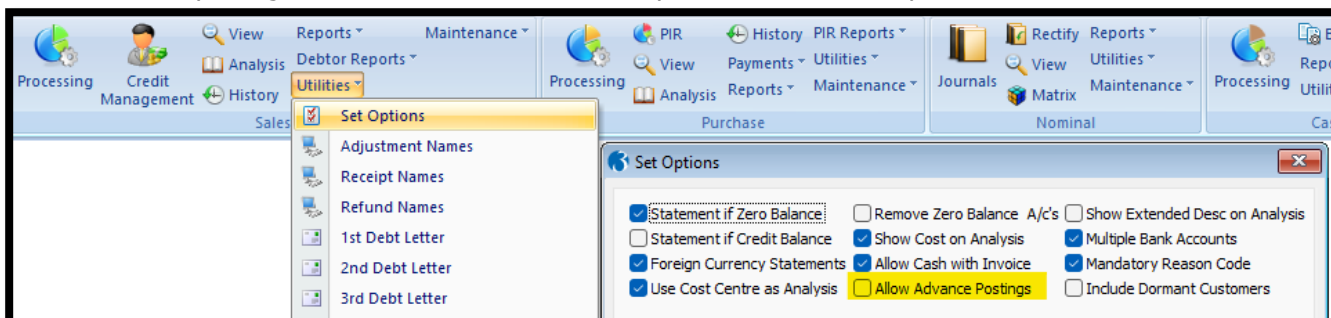 View Reports Maintenance
Analysis Debtor Reports
History Utilities
Processing Credit Management
Sales
Set Options
Adjustment Names
Receipt Names
Refund Names
1st Debt Letter
2nd Debt Letter
3rd Debt Letter
PIR History PIR Reports
View Payments Utilities
Analysis Reports Maintenance
Processing
Purchase
Rectify Reports
View Utilities
Matrix Maintenance
Journals
Nominal
Processing
Set Options
Statement if Zero Balance Remove Zero Balance A/c's Show Extended Desc on Analysis
Statement if Credit Balance Show Cost on Analysis Multiple Bank Accounts
Foreign Currency Statements Allow Cash with Invoice Mandatory Reason Code
Use Cost Centre as Analysis Allow Advance Postings Include Dormant Customers